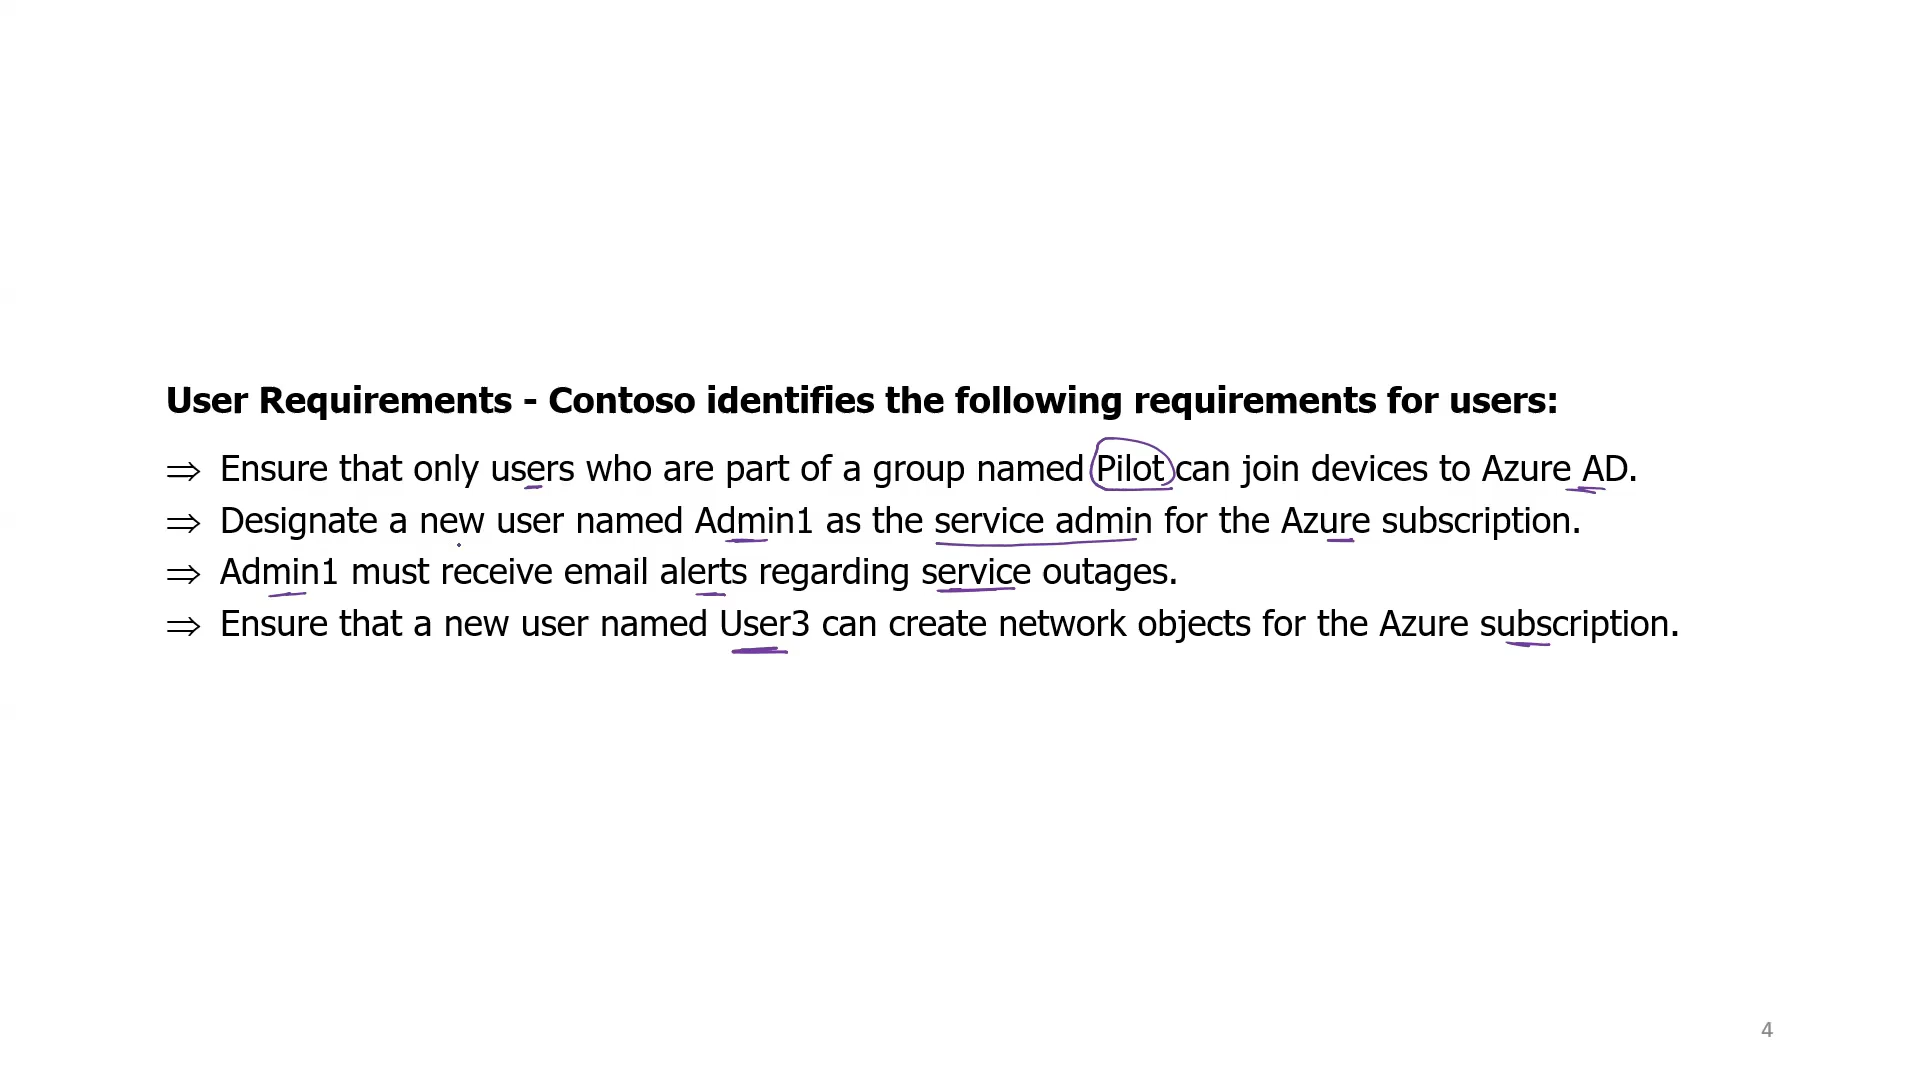 User Requirements - Contoso identifies the following requirements for users:
⇒ Ensure that only users who are part of a group named Pilot can join devices to Azure AD.
⇒ Designate a new user named Admin1 as the service admin for the Azure subscription.
⇒ Admin1 must receive email alerts regarding service outages.
⇒ Ensure that a new user named User3 can create network objects for the Azure subscription.
4